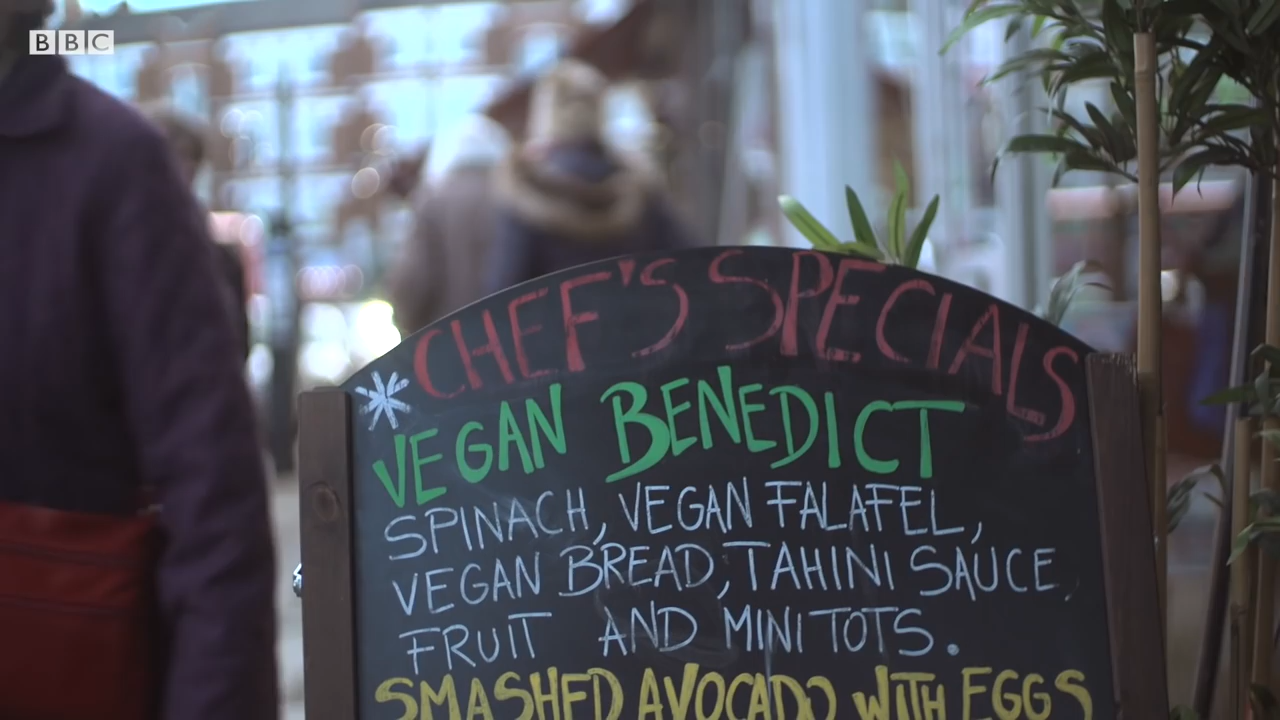 BBC
CHEF'S SPECIALS
* VEGAN BENEDICT
SPINACH, VEGAN FALAFEL,
VEGAN BREAD, TAHINI SAUCE,
FRUIT AND MINI TOTS.
SMASHED AVOCADO WITH EGGS